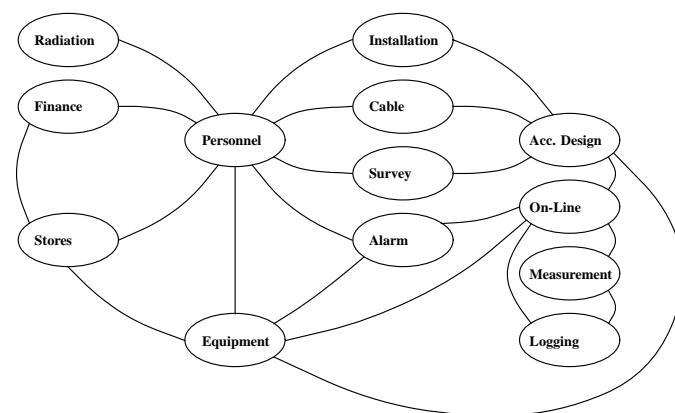 Radiation
Installation
Finance
Cable
Personnel
Acc. Design
Survey
On-Line
Stores
Alarm
Measurement
Equipment
Logging